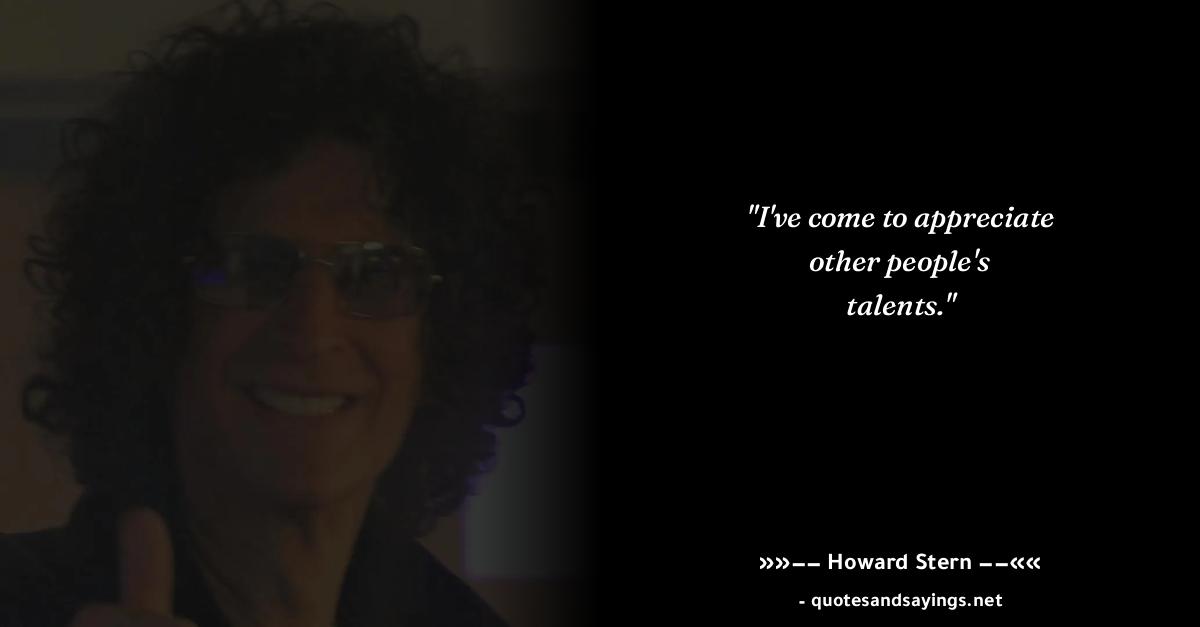 "I've come to appreciate
other people's
talents."
»»−− Howard Stern −−««
- quotesandsayings.net